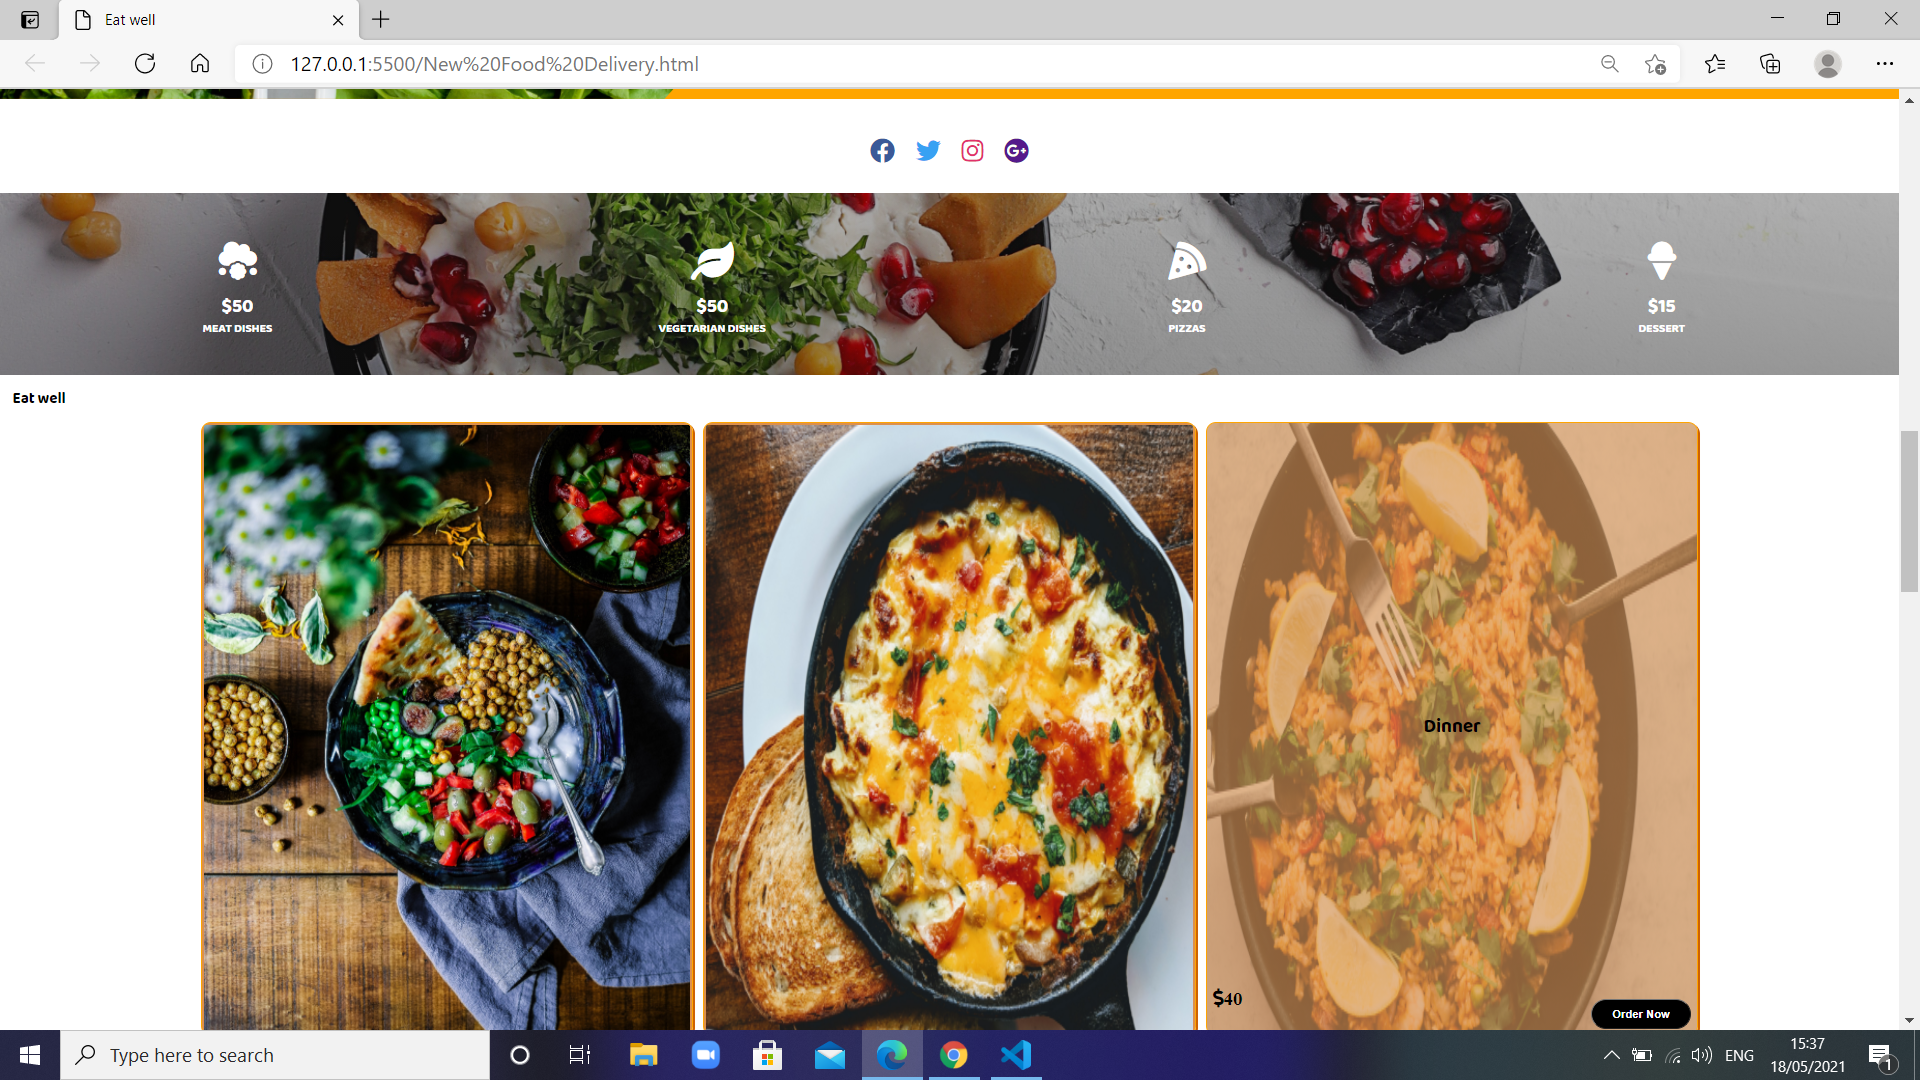 Eat well
127.0.0.1:5500/New%20Food%20Delivery.html
$50
MEAT DISHES
$50
VEGETARIAN DISHES
$20
PIZZAS
$15
DESSERT
Eat well
Dinner
$40
Order Now
Type here to search
ENG
15:37
18/05/2021
1